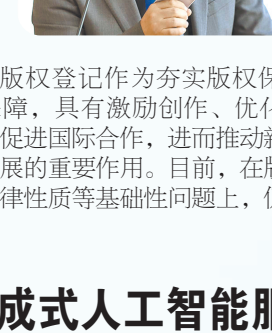 版权登记作为夯实版权保
障，具有激励创作、优化
促进国际合作，进而推动新
展的重要作用。目前，在版
律性质等基础性问题上，仍
成式人工智能服